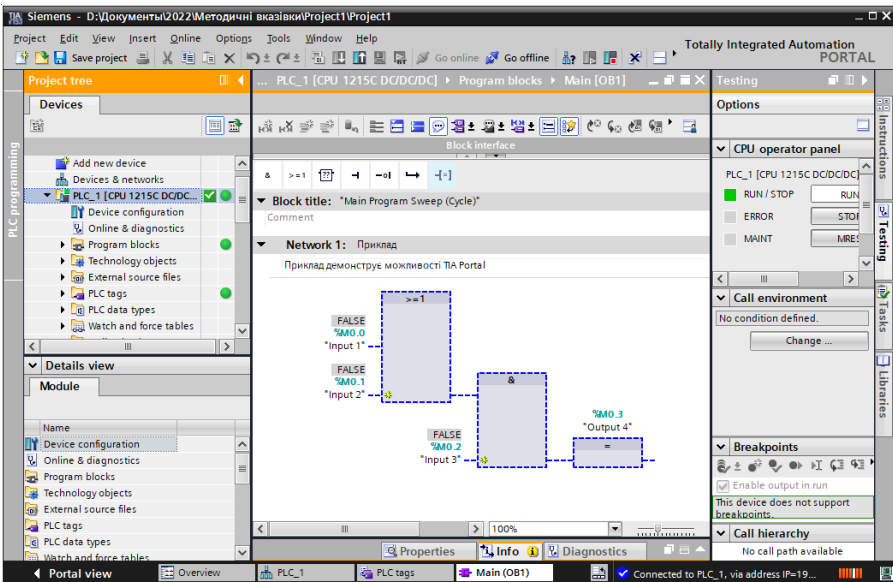 Siemens - D:\Документы\2022\Методичні вказівки\Project1\Project1
Project Edit View Insert Online Options Tools Window Help
Totally Integrated Automation
PORTAL
Save project
Go online
Go offline
Project tree
... PLC_1 [CPU 1215C DC/DC/DC] Program blocks Main [OB1]
Testing
Devices
Options
PLC programming
Block interface
Add new device
Devices & networks
PLC_1 [CPU 1215C DC/DC...
Device configuration
Online & diagnostics
Program blocks
Technology objects
External source files
PLC tags
PLC data types
Watch and force tables
& >=1 ?? -| -o| -[=]
Block title: "Main Program Sweep (Cycle)"
Comment
Network 1: Приклад
Приклад демонструє можливості TIA Portal
>=1
FALSE
%M0.0
"Input 1"
FALSE
%M0.1
"Input 2"
&
FALSE
%M0.2
"Input 3"
%M0.3
"Output 4"
=
CPU operator panel
PLC_1 [CPU 1215C DC/DC/DC]
RUN / STOP
RUN
ERROR
STOP
MAINT
MRES
Call environment
No condition defined.
Change ...
Breakpoints
Enable output in run
This device does not support
breakpoints.
Call hierarchy
No call path available
Instructions
Testing
Tasks
Libraries
Details view
Module
Name
Device configuration
Online & diagnostics
Program blocks
Technology objects
External source files
PLC tags
PLC data types
Watch and force tables
100%
Properties
Info
Diagnostics
Portal view
Overview
PLC_1
PLC tags
Main (OB1)
Connected to PLC_1, via address IP=19...